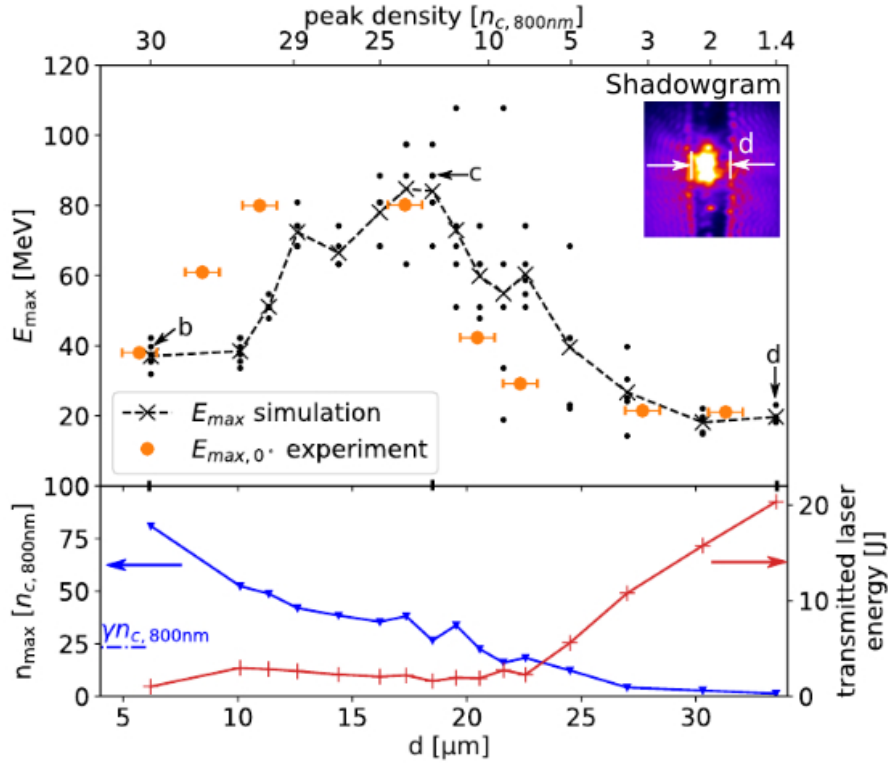 peak density [n_c,800nm]
30 29 25 10 5 3 2 1.4
120
100
80
60
40
20
E_max [MeV]
Shadowgram
d
b
c
d
E_max simulation
E_max,0° experiment
100
75
50
25
0
n_max [n_c,800nm]
γn_c,800nm
20
10
0
transmitted laser
energy [J]
5 10 15 20 25 30
d [μm]